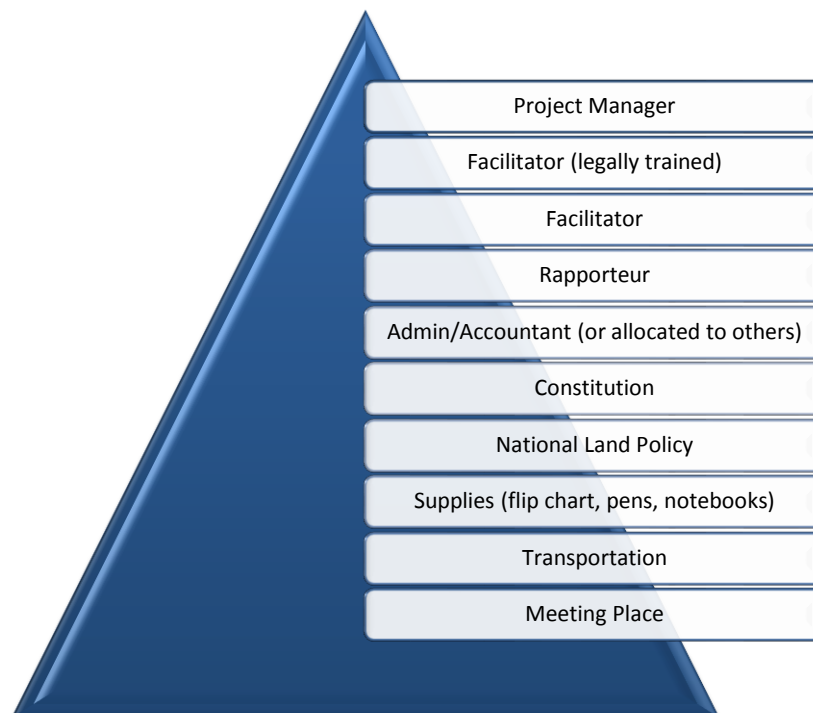 Project Manager
Facilitator (legally trained)
Facilitator
Rapporteur
Admin/Accountant (or allocated to others)
Constitution
National Land Policy
Supplies (flip chart, pens, notebooks)
Transportation
Meeting Place